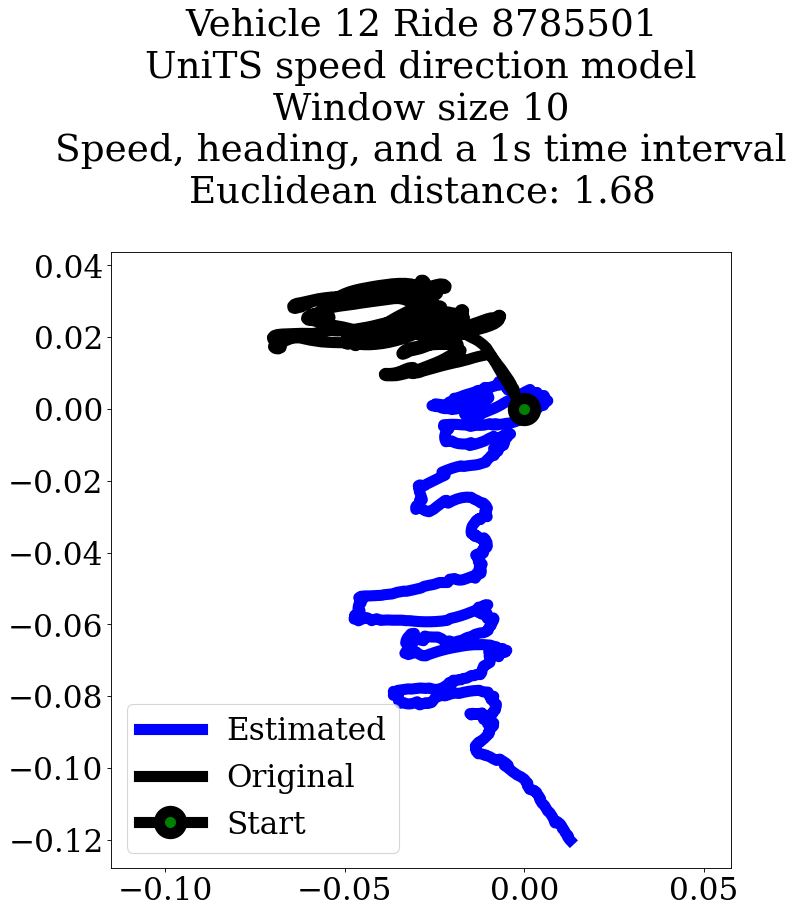 Vehicle 12 Ride 8785501
UniTS speed direction model
Window size 10
Speed, heading, and a 1s time interval
Euclidean distance: 1.68
0.04
0.02
0.00
−0.02
−0.04
−0.06
−0.08
−0.10
−0.12
Estimated
Original
Start
−0.10
−0.05
0.00
0.05